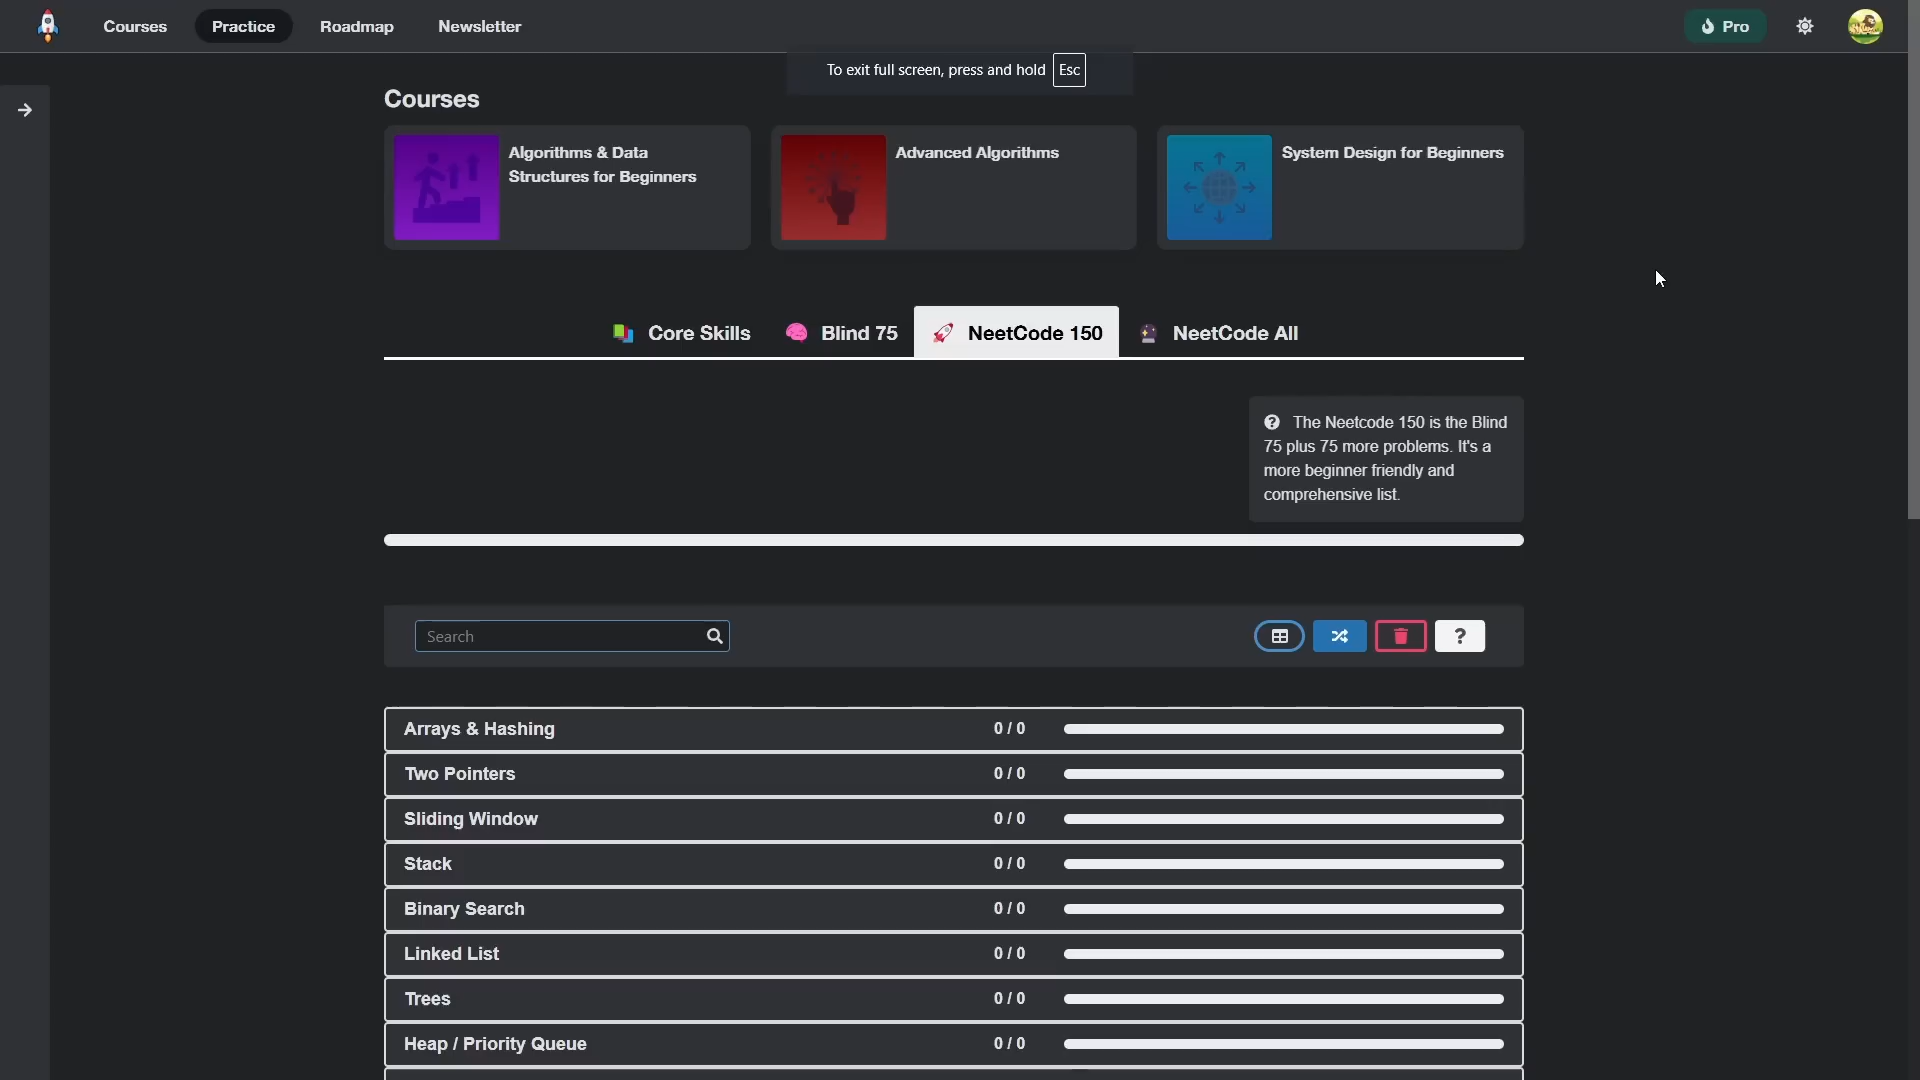 Courses
Practice
Roadmap
Newsletter
Pro
To exit full screen, press and hold Esc
Courses
Algorithms & Data
Structures for Beginners
Advanced Algorithms
System Design for Beginners
Core Skills
Blind 75
NeetCode 150
NeetCode All
? The Neetcode 150 is the Blind
75 plus 75 more problems. It's a
more beginner friendly and
comprehensive list.
Search
?
Arrays & Hashing 0 / 0
Two Pointers 0 / 0
Sliding Window 0 / 0
Stack 0 / 0
Binary Search 0 / 0
Linked List 0 / 0
Trees 0 / 0
Heap / Priority Queue 0 / 0